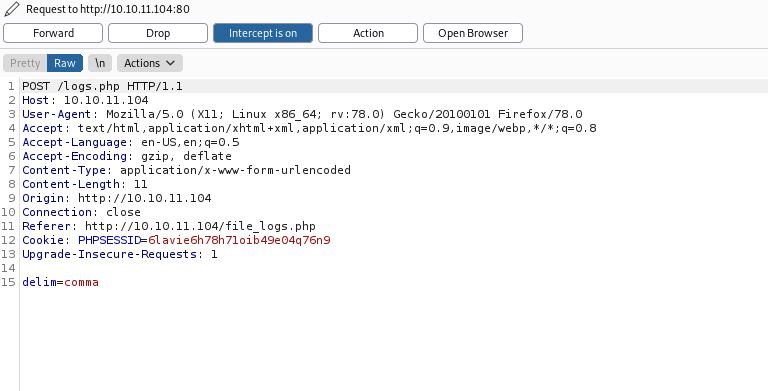 Request to http://10.10.11.104:80
Forward Drop Intercept is on Action Open Browser
Pretty Raw \n Actions
1 POST /logs.php HTTP/1.1
2 Host: 10.10.11.104
3 User-Agent: Mozilla/5.0 (X11; Linux x86_64; rv:78.0) Gecko/20100101 Firefox/78.0
4 Accept: text/html,application/xhtml+xml,application/xml;q=0.9,image/webp,*/*;q=0.8
5 Accept-Language: en-US,en;q=0.5
6 Accept-Encoding: gzip, deflate
7 Content-Type: application/x-www-form-urlencoded
8 Content-Length: 11
9 Origin: http://10.10.11.104
10 Connection: close
11 Referer: http://10.10.11.104/file_logs.php
12 Cookie: PHPSESSID=6lavie6h78h71oib49e04q76n9
13 Upgrade-Insecure-Requests: 1
14
15 delim=comma